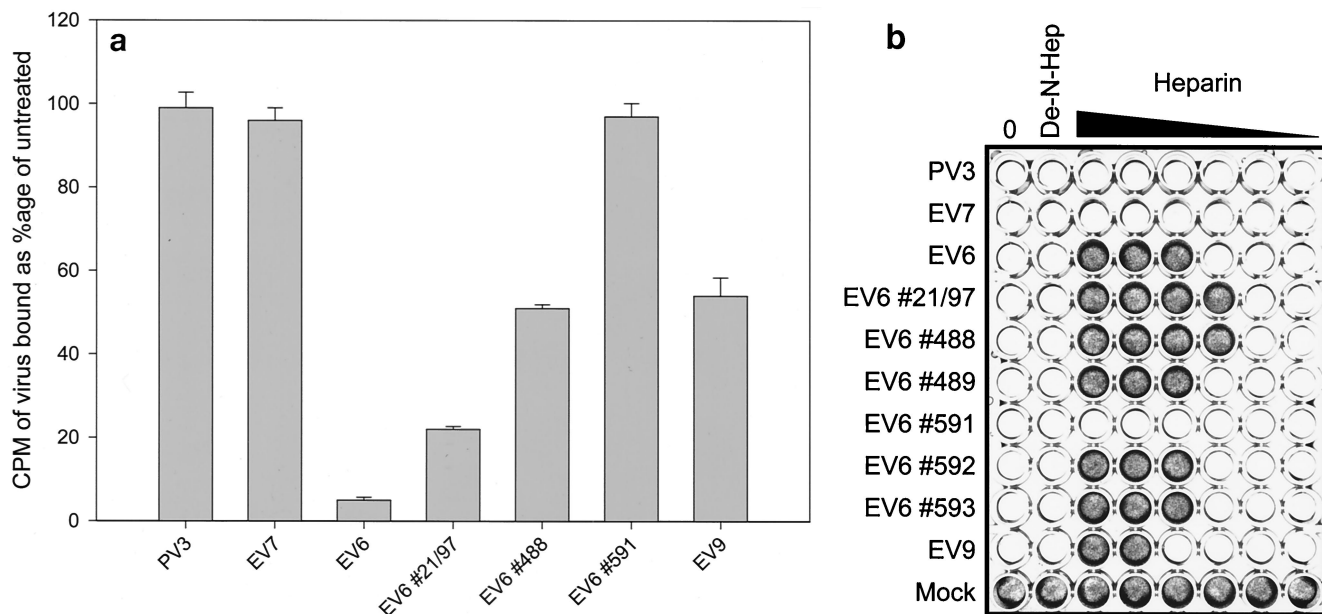 a
CPM of virus bound as %age of untreated
120
100
80
60
40
20
0
PV3
EV7
EV6
EV6 #21/97
EV6 #488
EV6 #591
EV9
b
0
De-N-Hep
Heparin
PV3
EV7
EV6
EV6 #21/97
EV6 #488
EV6 #489
EV6 #591
EV6 #592
EV6 #593
EV9
Mock